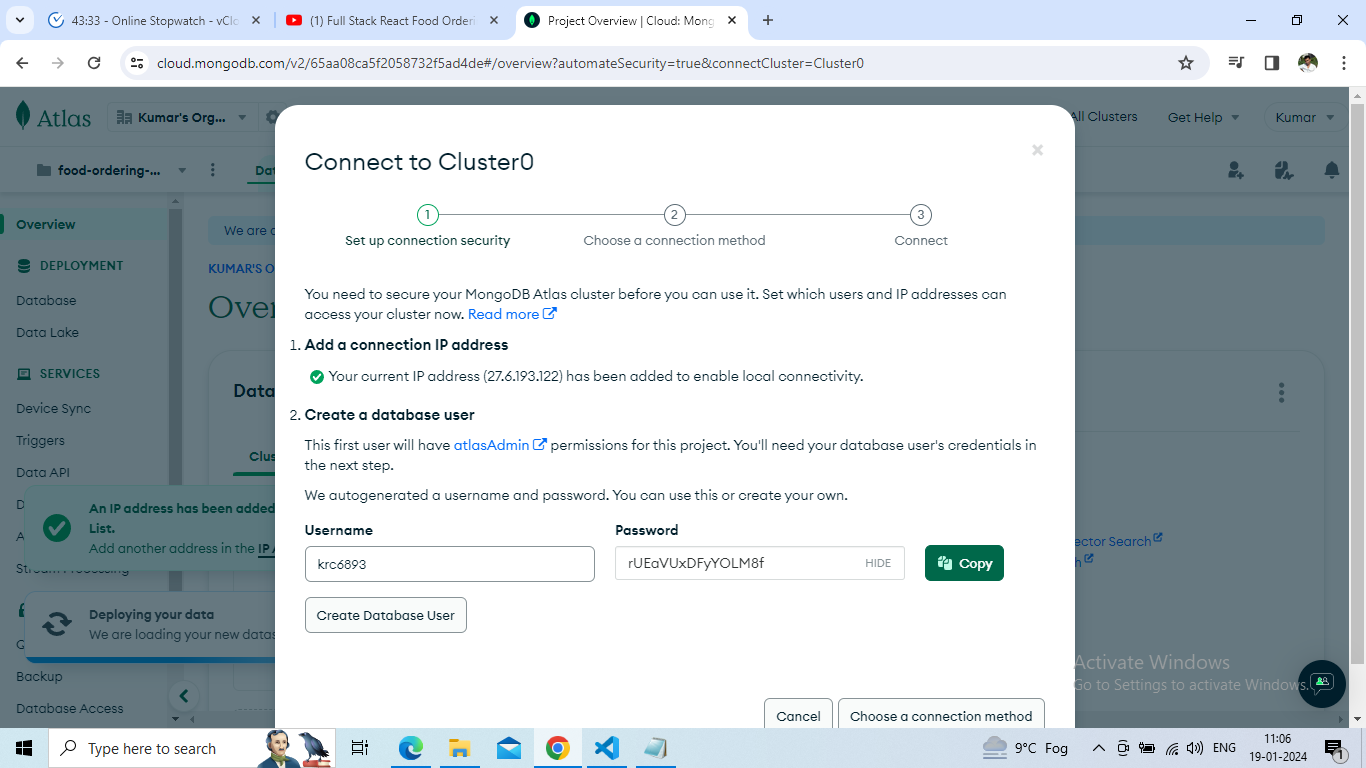 43:33 - Online Stopwatch - vClo
(1) Full Stack React Food Orderi
Project Overview | Cloud: Mong
cloud.mongodb.com/v2/65aa08ca5f2058732f5ad4de#/overview?automateSecurity=true&connectCluster=Cluster0
Atlas
Kumar's Org...
All Clusters
Get Help
Kumar
food-ordering-...
Dat
Overview
DEPLOYMENT
Database
Data Lake
SERVICES
Device Sync
Triggers
Data API
Stream Processing
Backup
Database Access
We are d
KUMAR'S O
Over
Data
Clus
An IP address has been added
List.
Add another address in the IP A
Deploying your data
We are loading your new datas
Connect to Cluster0
1
2
3
Set up connection security
Choose a connection method
Connect
You need to secure your MongoDB Atlas cluster before you can use it. Set which users and IP addresses can
access your cluster now. Read more
1. Add a connection IP address
Your current IP address (27.6.193.122) has been added to enable local connectivity.
2. Create a database user
This first user will have atlasAdmin permissions for this project. You'll need your database user's credentials in
the next step.
We autogenerated a username and password. You can use this or create your own.
Username
Password
krc6893
rUEaVUxDFyYOLM8f
HIDE
Copy
Create Database User
Cancel
Choose a connection method
ector Search
Activate Windows
Go to Settings to activate Windows.
Type here to search
9°C Fog
ENG
11:06
19-01-2024
1